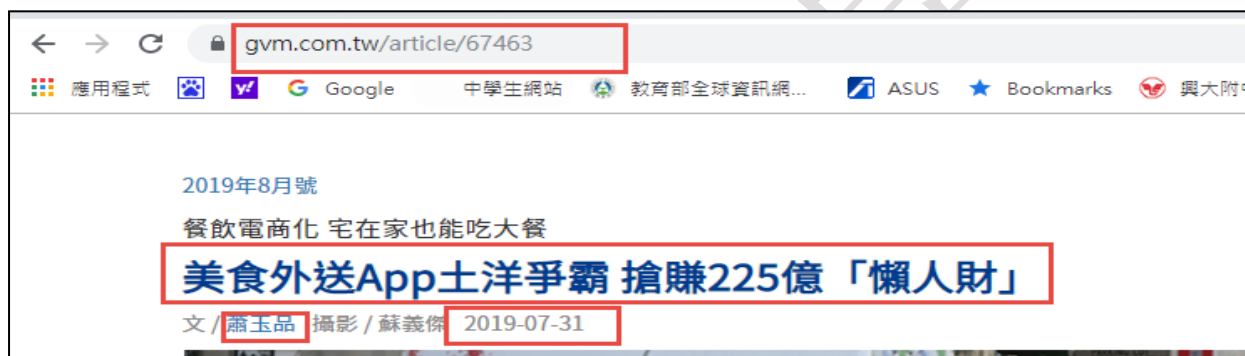 gvm.com.tw/article/67463
應用程式 Google 中學生網站 教育部全球資訊網... ASUS Bookmarks 興大附中
2019年8月號
餐飲電商化 宅在家也能吃大餐
美食外送App土洋爭霸 搶賺225億「懶人財」
文 / 蕭玉品 攝影 / 蘇義傑 2019-07-31